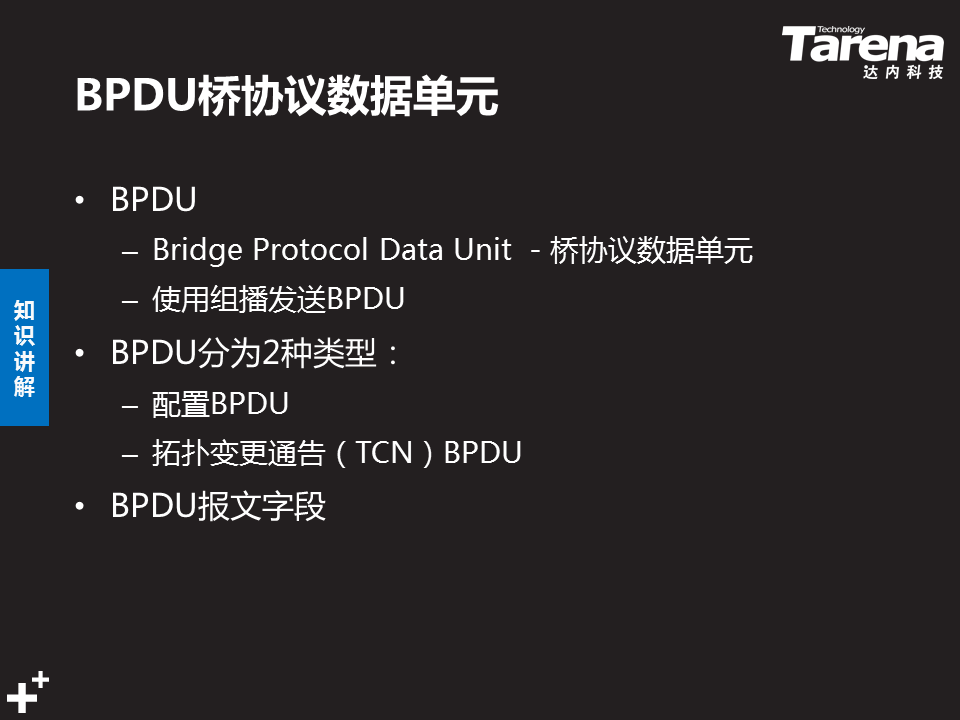 Technology
Tarena
达内科技
BPDU桥协议数据单元
• BPDU
– Bridge Protocol Data Unit - 桥协议数据单元
– 使用组播发送BPDU
• BPDU分为2种类型：
– 配置BPDU
– 拓扑变更通告（TCN）BPDU
• BPDU报文字段
知
识
讲
解